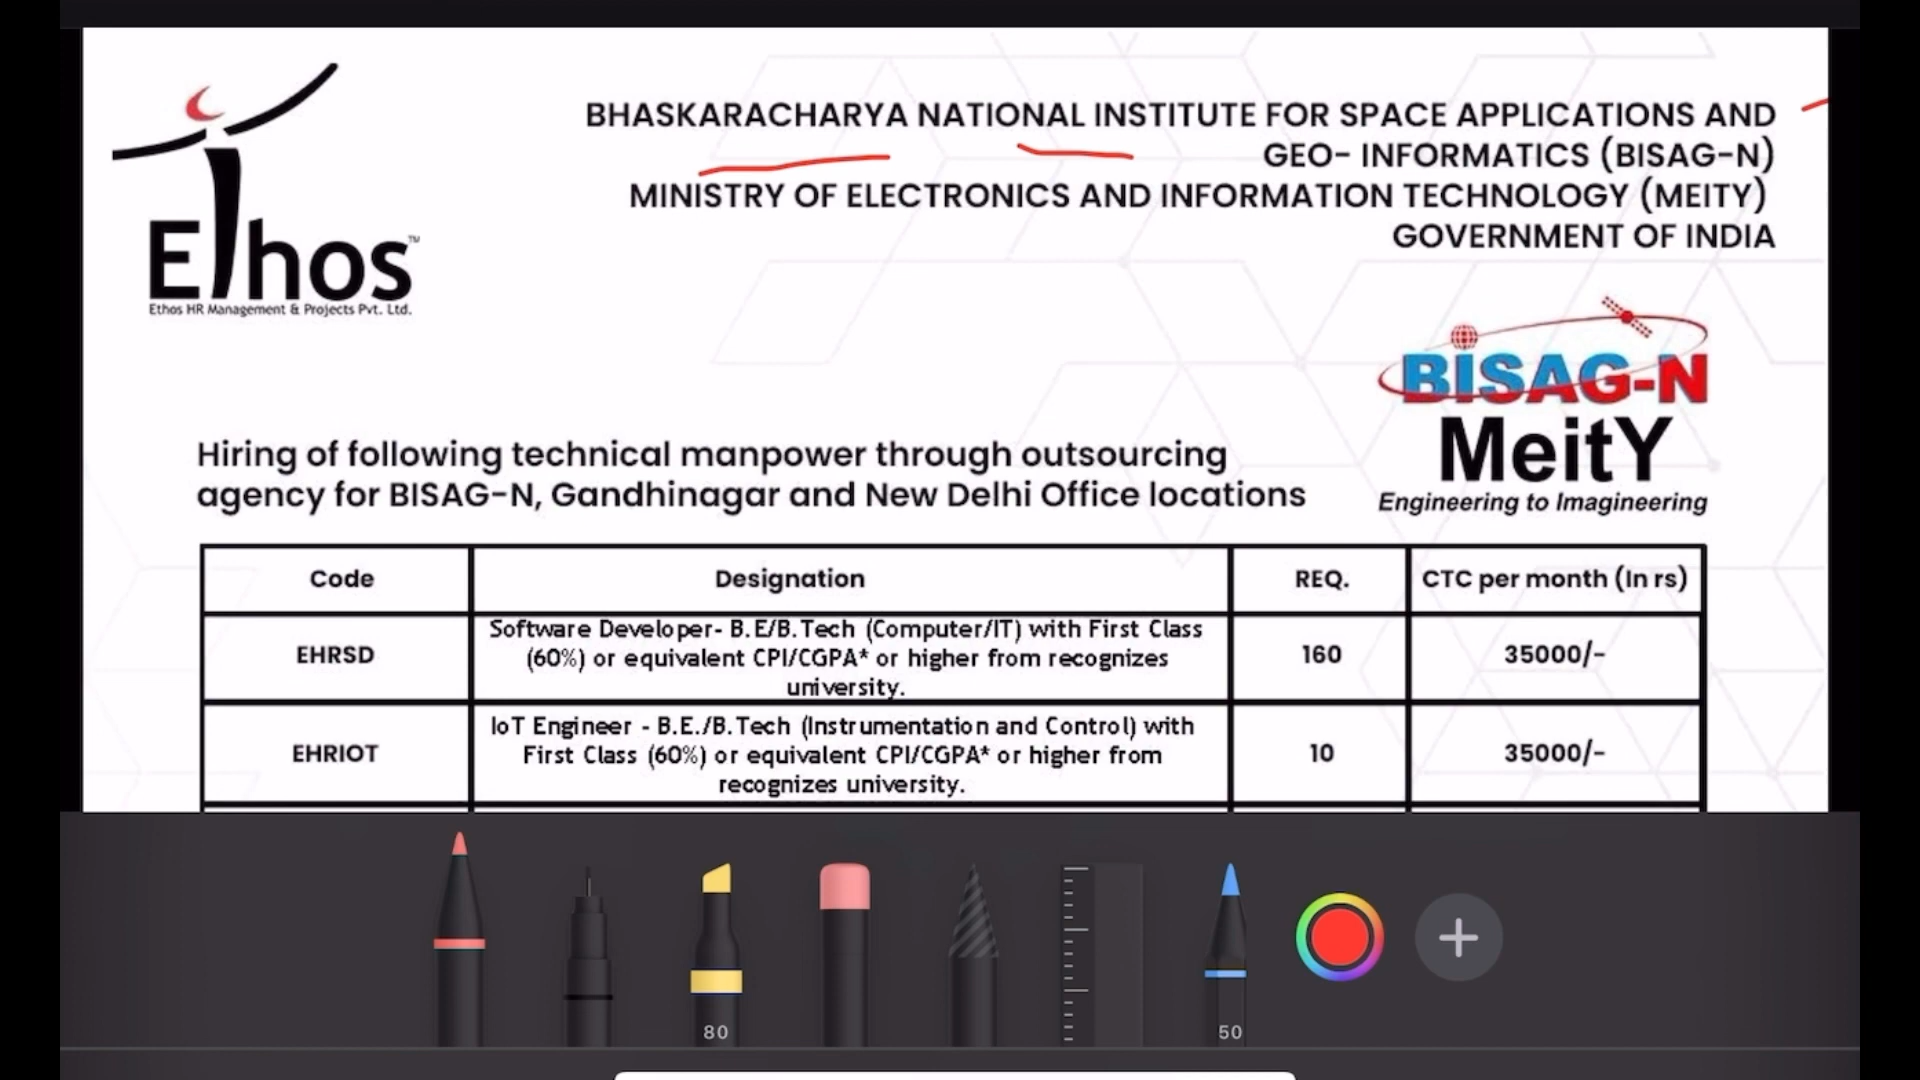 BHASKARACHARYA NATIONAL INSTITUTE FOR SPACE APPLICATIONS AND
GEO- INFORMATICS (BISAG-N)
MINISTRY OF ELECTRONICS AND INFORMATION TECHNOLOGY (MEITY)
GOVERNMENT OF INDIA
Ethos™
Ethos HR Management & Projects Pvt. Ltd.
BISAG-N
MeitY
Engineering to Imagineering
Hiring of following technical manpower through outsourcing
agency for BISAG-N, Gandhinagar and New Delhi Office locations
Code Designation REQ. CTC per month (In rs)
EHRSD
Software Developer- B.E/B.Tech (Computer/IT) with First Class
(60%) or equivalent CPI/CGPA* or higher from recognizes
university.
160
35000/-
EHRIOT
IoT Engineer - B.E./B.Tech (Instrumentation and Control) with
First Class (60%) or equivalent CPI/CGPA* or higher from
recognizes university.
10
35000/-
80
50